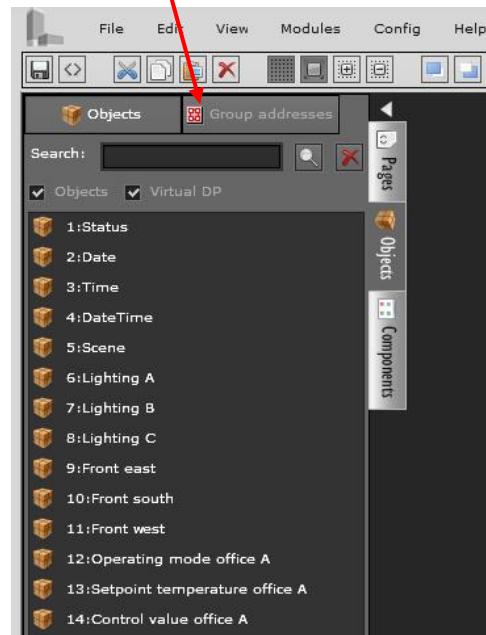 File Edit View Modules Config Help
Objects Group addresses
Search:
Objects Virtual DP
1:Status
2:Date
3:Time
4:DateTime
5:Scene
6:Lighting A
7:Lighting B
8:Lighting C
9:Front east
10:Front south
11:Front west
12:Operating mode office A
13:Setpoint temperature office A
14:Control value office A
Pages
Objects
Components